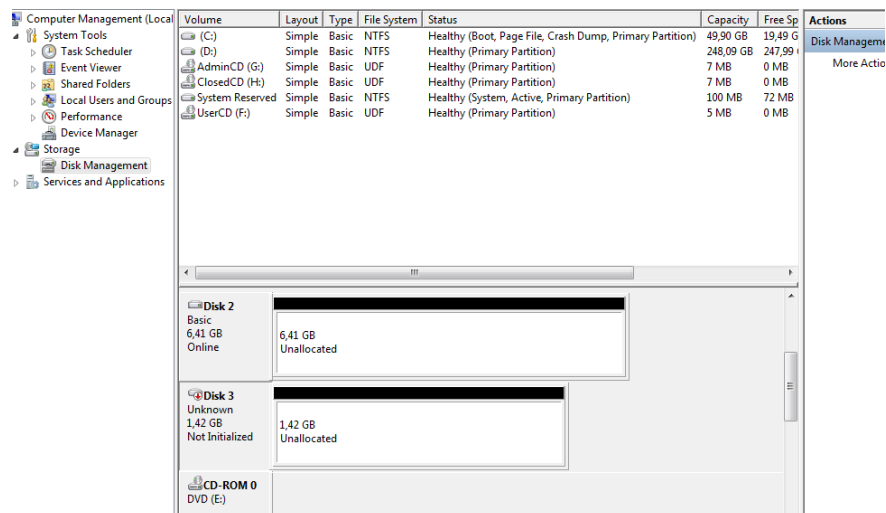 Computer Management (Local
System Tools
Task Scheduler
Event Viewer
Shared Folders
Local Users and Groups
Performance
Device Manager
Storage
Disk Management
Services and Applications
Volume Layout Type File System Status Capacity Free Sp
(C:) Simple Basic NTFS Healthy (Boot, Page File, Crash Dump, Primary Partition) 49,90 GB 19,49 G
(D:) Simple Basic NTFS Healthy (Primary Partition) 248,09 GB 247,99
AdminCD (G:) Simple Basic UDF Healthy (Primary Partition) 7 MB 0 MB
ClosedCD (H:) Simple Basic UDF Healthy (Primary Partition) 7 MB 0 MB
System Reserved Simple Basic NTFS Healthy (System, Active, Primary Partition) 100 MB 72 MB
UserCD (F:) Simple Basic UDF Healthy (Primary Partition) 5 MB 0 MB
Disk 2
Basic
6,41 GB
Online
6,41 GB
Unallocated
Disk 3
Unknown
1,42 GB
Not Initialized
1,42 GB
Unallocated
CD-ROM 0
DVD (E:)
Actions
Disk Manageme
More Actio